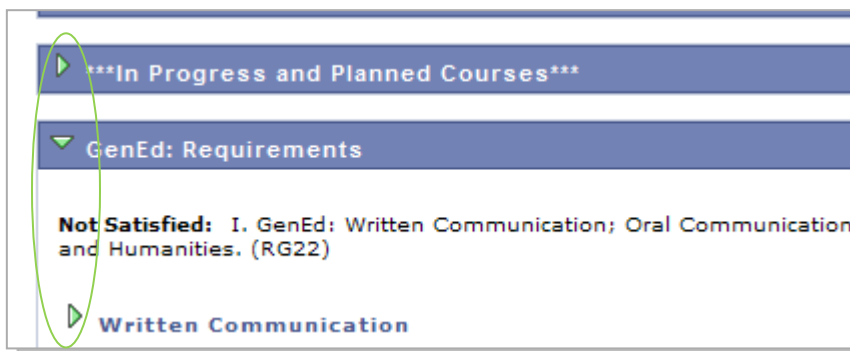 ***In Progress and Planned Courses***
GenEd: Requirements
Not Satisfied: I. GenEd: Written Communication; Oral Communication
and Humanities. (RG22)
Written Communication